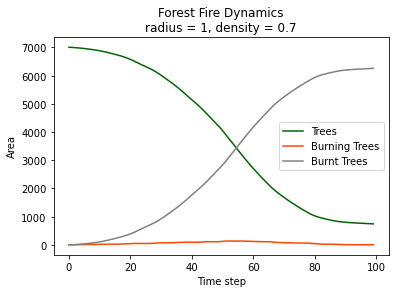 Forest Fire Dynamics
radius = 1, density = 0.7
7000
6000
5000
4000
3000
2000
1000
0
Area
Trees
Burning Trees
Burnt Trees
0
20
40
60
80
100
Time step